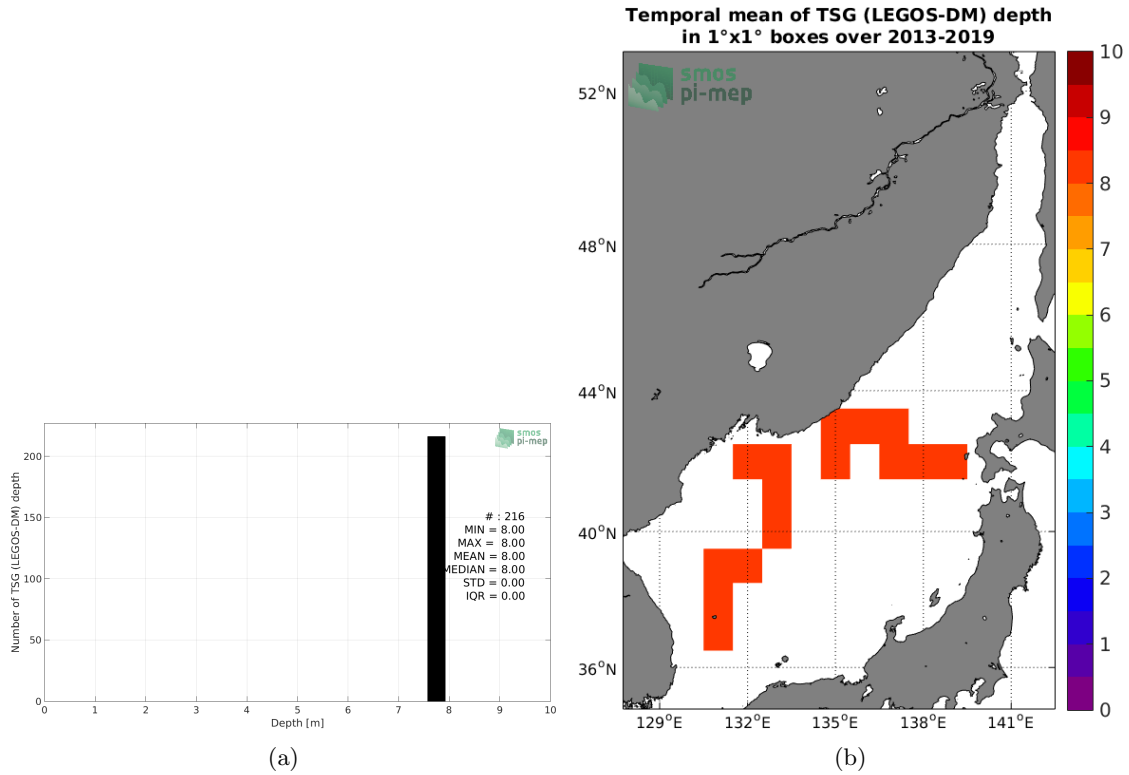 Number of TSG (LEGOS-DM) depth
200
150
100
50
0
0 1 2 3 4 5 6 7 8 9 10
Depth [m]
smos
pi-mep
# : 216
MIN = 8.00
MAX = 8.00
MEAN = 8.00
MEDIAN = 8.00
STD = 0.00
IQR = 0.00
(a)
Temporal mean of TSG (LEGOS-DM) depth
in 1°x1° boxes over 2013-2019
smos
pi-mep
52°N
48°N
44°N
40°N
36°N
129°E 132°E 135°E 138°E 141°E
10
9
8
7
6
5
4
3
2
1
0
(b)